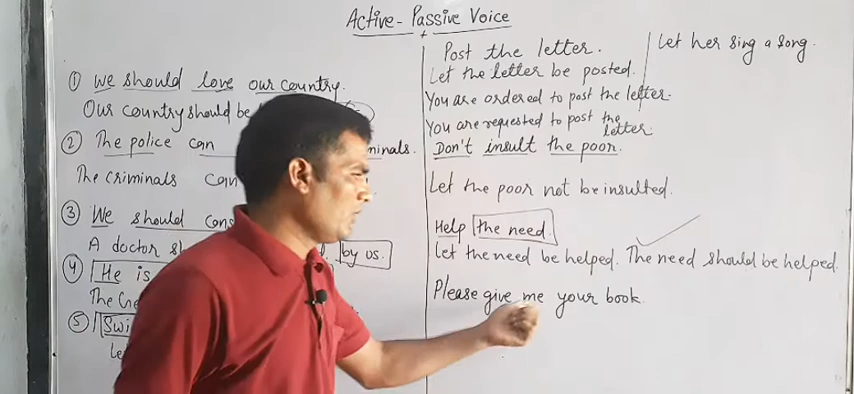 Active-Passive Voice
① We should love our country.
Our country should be
② The police can minals.
The criminals can
③ We should cons
A doctor s by us.
④ He is
The
⑤ Swi
Le
Post the letter.
Let her sing a song.
Let the letter be posted.
You are ordered to post the letter.
You are requested to post the
letter.
Don't insult the poor.
Let the poor not be insulted.
Help the need.
Let the need be helped. The need should be helped.
Please give me your book.